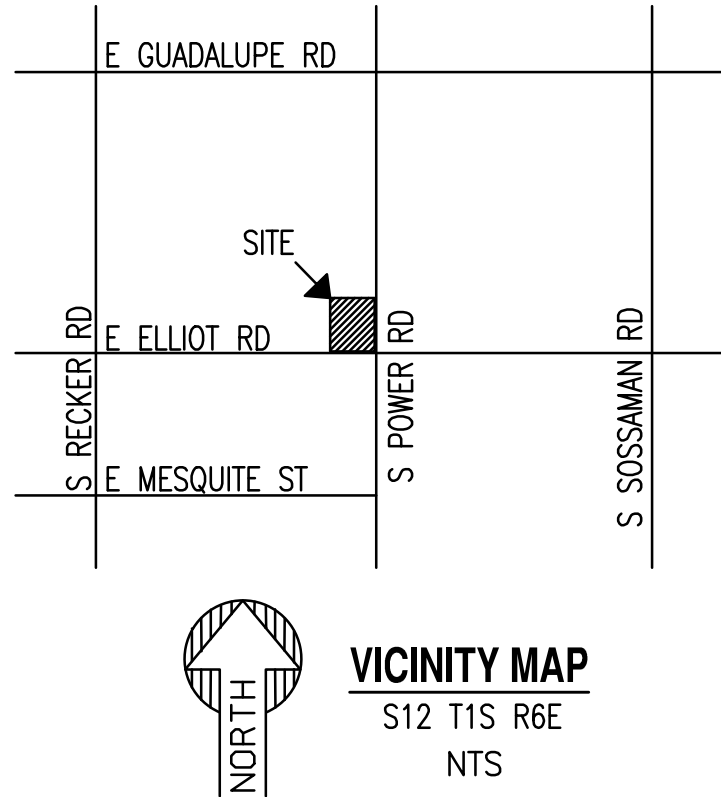 E GUADALUPE RD
SITE
E ELLIOT RD
S RECKER RD
S POWER RD
S SOSSAMAN RD
E MESQUITE ST
NORTH
VICINITY MAP
S12 T1S R6E
NTS